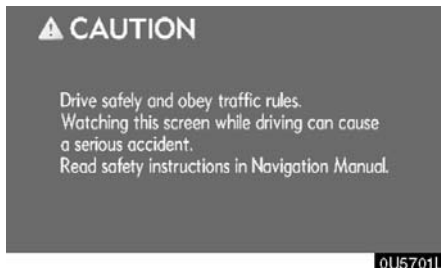 CAUTION
Drive safely and obey traffic rules.
Watching this screen while driving can cause
a serious accident.
Read safety instructions in Navigation Manual.
0U5701L